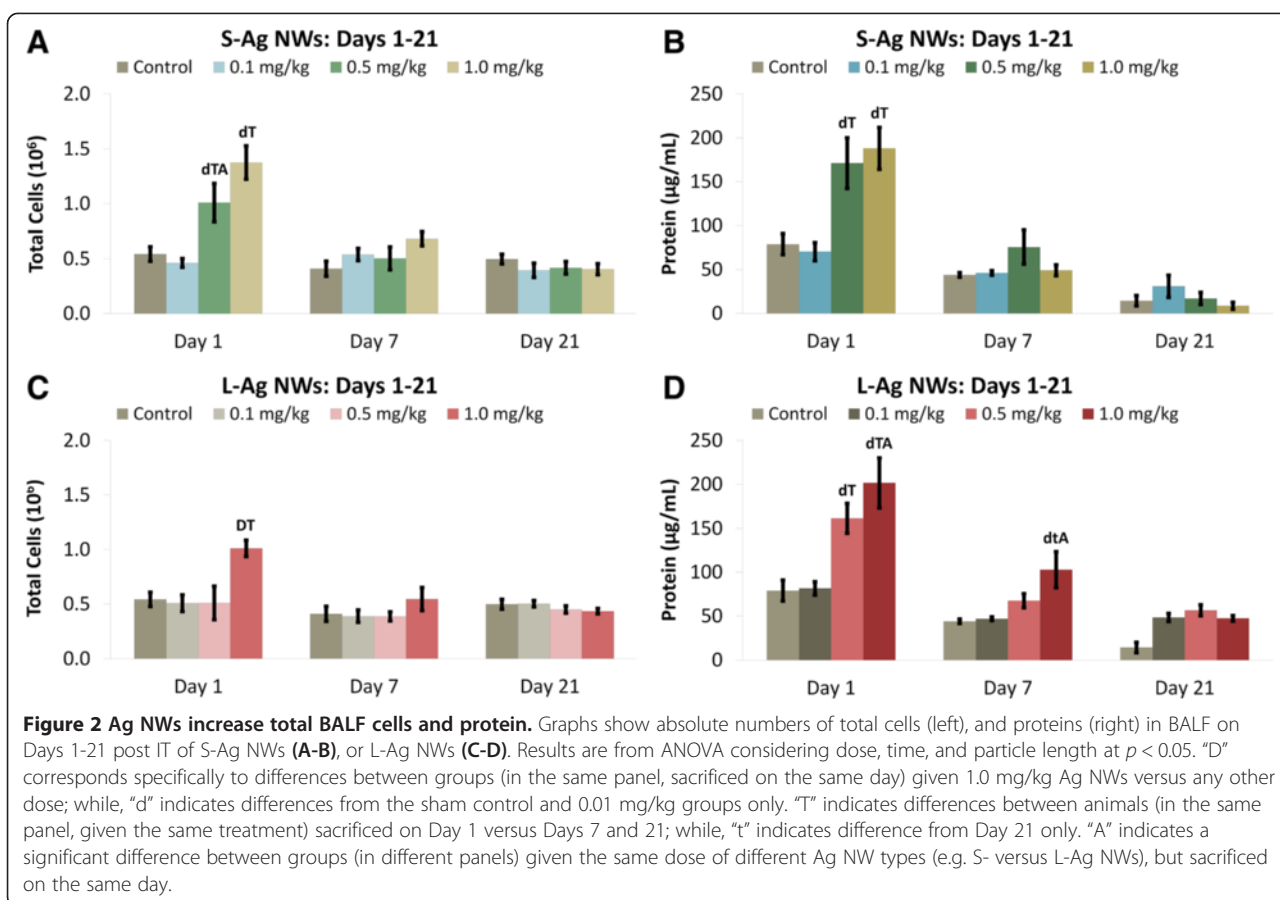 A
S-Ag NWs: Days 1-21
Control 0.1 mg/kg 0.5 mg/kg 1.0 mg/kg
Total Cells (10⁶)
2.0
1.5
1.0
0.5
0.0
dTA
dT
Day 1 Day 7 Day 21
B
S-Ag NWs: Days 1-21
Control 0.1 mg/kg 0.5 mg/kg 1.0 mg/kg
Protein (µg/mL)
250
200
150
100
50
0
dT
dT
Day 1 Day 7 Day 21
C
L-Ag NWs: Days 1-21
Control 0.1 mg/kg 0.5 mg/kg 1.0 mg/kg
Total Cells (10⁶)
2.0
1.5
1.0
0.5
0.0
DT
Day 1 Day 7 Day 21
D
L-Ag NWs: Days 1-21
Control 0.1 mg/kg 0.5 mg/kg 1.0 mg/kg
Protein (µg/mL)
250
200
150
100
50
0
dT
dTA
dtA
Day 1 Day 7 Day 21
Figure 2 Ag NWs increase total BALF cells and protein. Graphs show absolute numbers of total cells (left), and proteins (right) in BALF on
Days 1-21 post IT of S-Ag NWs (A-B), or L-Ag NWs (C-D). Results are from ANOVA considering dose, time, and particle length at p < 0.05. “D”
corresponds specifically to differences between groups (in the same panel, sacrificed on the same day) given 1.0 mg/kg Ag NWs versus any other
dose; while, “d” indicates differences from the sham control and 0.01 mg/kg groups only. “T” indicates differences between animals (in the same
panel, given the same treatment) sacrificed on Day 1 versus Days 7 and 21; while, “t” indicates difference from Day 21 only. “A” indicates a
significant difference between groups (in different panels) given the same dose of different Ag NW types (e.g. S- versus L-Ag NWs), but sacrificed
on the same day.